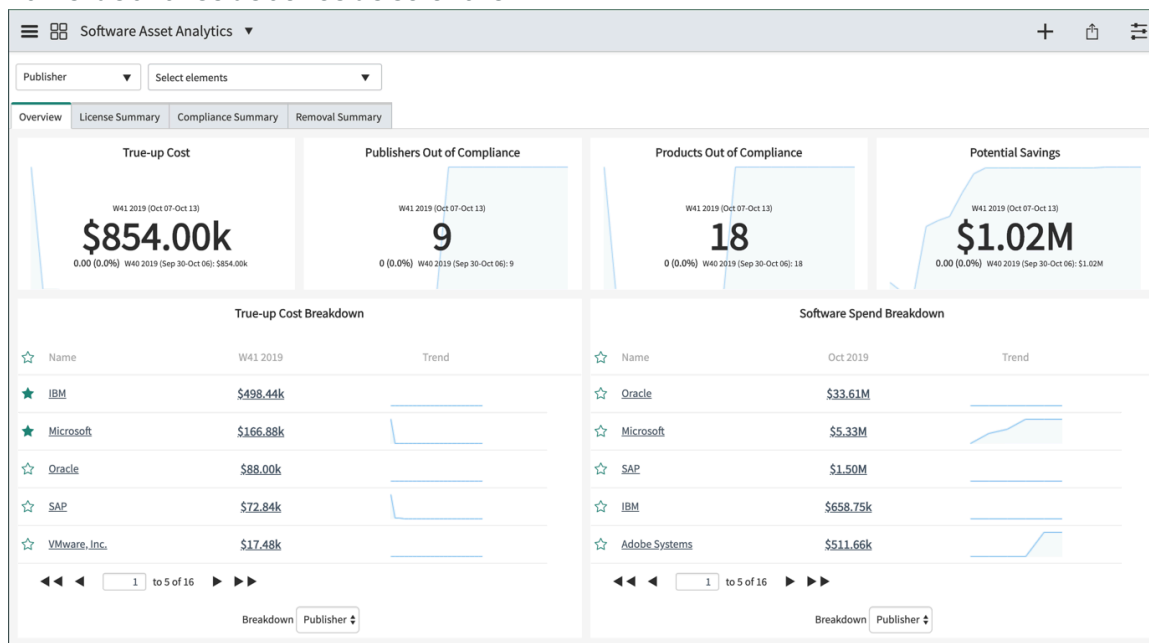 Software Asset Analytics
Publisher
Select elements
Overview
License Summary
Compliance Summary
Removal Summary
True-up Cost
W41 2019 (Oct 07-Oct 13)
$854.00k
0.00 (0.0%) W40 2019 (Sep 30-Oct 06): $854.00k
Publishers Out of Compliance
W41 2019 (Oct 07-Oct 13)
9
0 (0.0%) W40 2019 (Sep 30-Oct 06): 9
Products Out of Compliance
W41 2019 (Oct 07-Oct 13)
18
0 (0.0%) W40 2019 (Sep 30-Oct 06): 18
Potential Savings
W41 2019 (Oct 07-Oct 13)
$1.02M
0.00 (0.0%) W40 2019 (Sep 30-Oct 06): $1.02M
True-up Cost Breakdown
Name W41 2019 Trend
IBM $498.44k
Microsoft $166.88k
Oracle $88.00k
SAP $72.84k
VMware, Inc. $17.48k
1 to 5 of 16
Breakdown Publisher
Software Spend Breakdown
Name Oct 2019 Trend
Oracle $33.61M
Microsoft $5.33M
SAP $1.50M
IBM $658.75k
Adobe Systems $511.66k
1 to 5 of 16
Breakdown Publisher